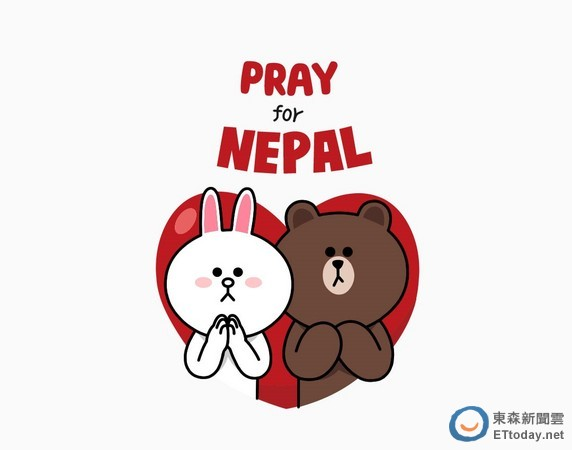 PRAY
for
NEPAL
東森新聞雲
ETtoday.net